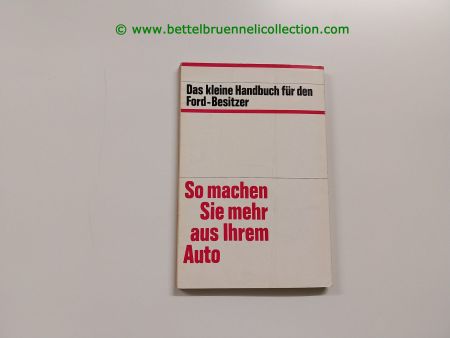 © www.bettelbruennelicollection.com
Das kleine Handbuch für den
Ford-Besitzer
So machen
Sie mehr
aus Ihrem
Auto